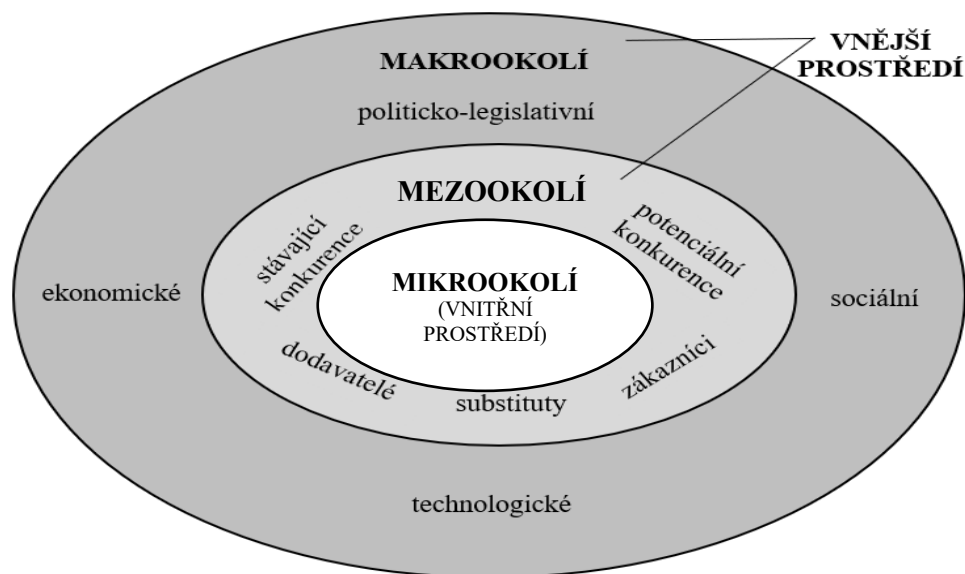 VNĚJŠÍ
PROSTŘEDÍ
MAKROOKOLÍ
politicko-legislativní
MEZOOKOLÍ
stávající
konkurence
potenciální
konkurence
ekonomické
MIKROOKOLÍ
(VNITŘNÍ
PROSTŘEDÍ)
sociální
dodavatelé
substituty
zákazníci
technologické